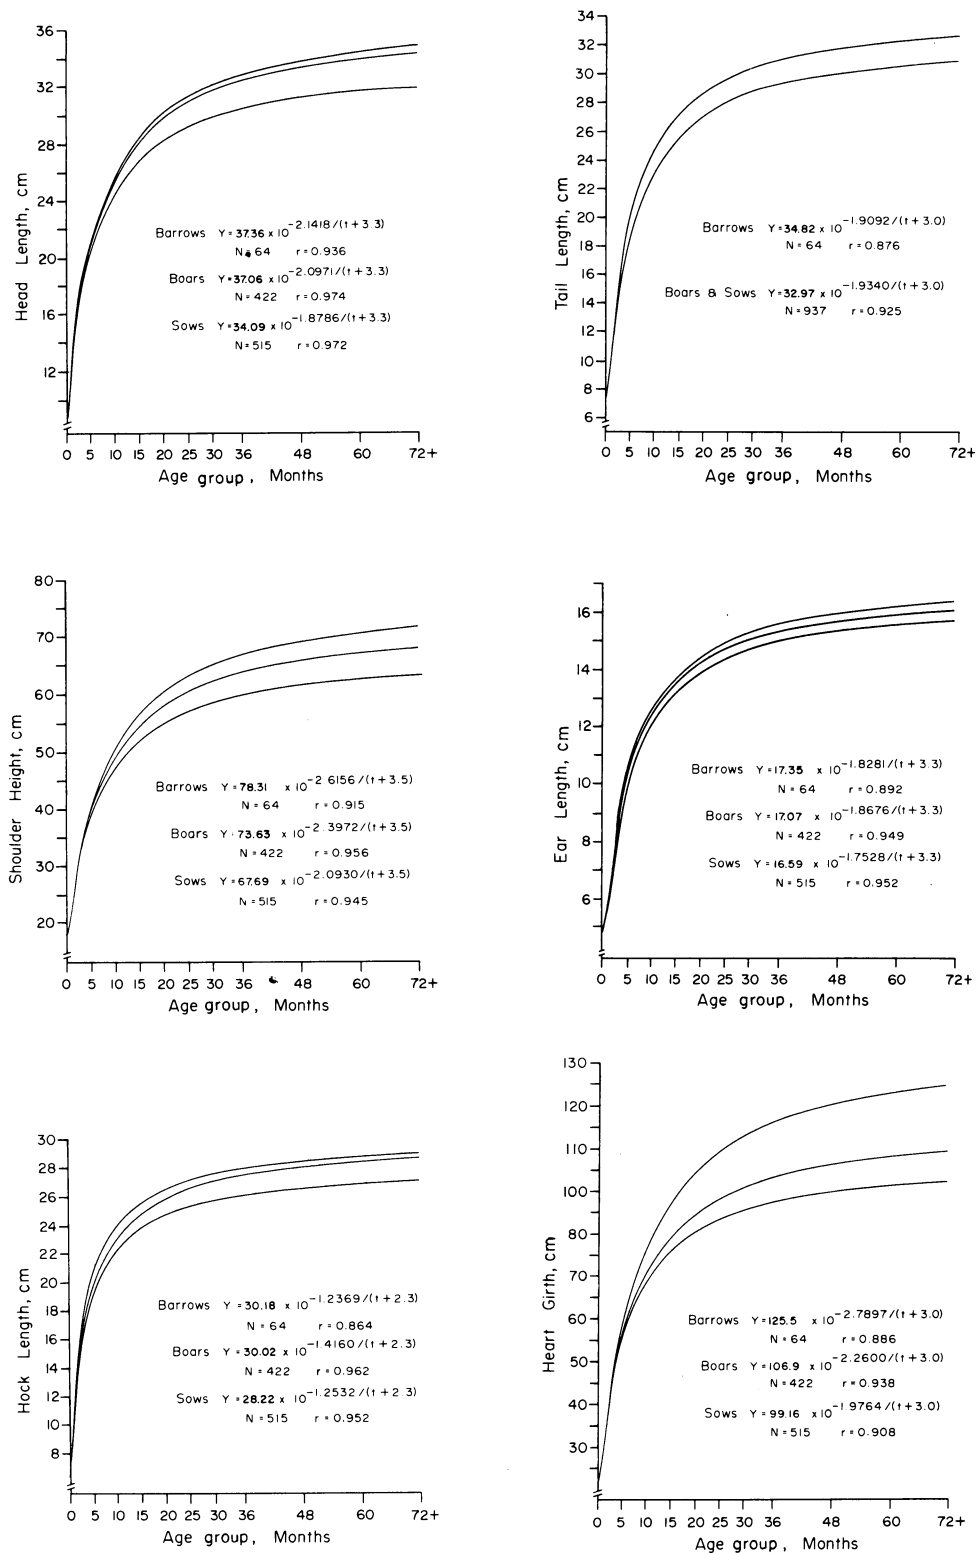 36
32
28
24
20
16
12
Head Length, cm
Barrows Y=37.36 x 10^-2.1418/(t+3.3)
N=64 r=0.936
Boars Y=37.06 x 10^-2.0971/(t+3.3)
N=422 r=0.974
Sows Y=34.09 x 10^-1.8786/(t+3.3)
N=515 r=0.972
0 5 10 15 20 25 30 36 48 60 72+
Age group, Months
34
32
30
28
26
24
22
20
18
16
14
12
10
8
6
Tail Length, cm
Barrows Y=34.82 x 10^-1.9092/(t+3.0)
N=64 r=0.876
Boars & Sows Y=32.97 x 10^-1.9340/(t+3.0)
N=937 r=0.925
0 5 10 16 20 25 30 36 48 60 72+
Age group, Months
80
70
60
50
40
30
20
Shoulder Height, cm
Barrows Y=78.31 x 10^-2.6156/(t+3.5)
N=64 r=0.915
Boars Y=73.63 x 10^-2.3972/(t+3.5)
N=422 r=0.956
Sows Y=67.69 x 10^-2.0930/(t+3.5)
N=515 r=0.945
0 5 10 15 20 25 30 36 48 60 72+
Age group, Months
16
14
12
10
8
6
Ear Length, cm
Barrows Y=17.35 x 10^-1.8281/(t+3.3)
N=64 r=0.892
Boars Y=17.07 x 10^-1.8676/(t+3.3)
N=422 r=0.949
Sows Y=16.59 x 10^-1.7528/(t+3.3)
N=515 r=0.952
0 5 10 15 20 25 30 36 48 60 72+
Age group, Months
30
28
26
24
22
20
18
16
14
12
10
8
Hock Length, cm
Barrows Y=30.18 x 10^-1.2369/(t+2.3)
N=64 r=0.864
Boars Y=30.02 x 10^-1.4160/(t+2.3)
N=422 r=0.962
Sows Y=28.22 x 10^-1.2532/(t+2.3)
N=515 r=0.952
0 5 10 15 20 25 30 36 48 60 72+
Age group, Months
130
120
110
100
80
70
60
50
40
30
Heart Girth, cm
Barrows Y=125.5 x 10^-2.7897/(t+3.0)
N=64 r=0.886
Boars Y=106.9 x 10^-2.2600/(t+3.0)
N=422 r=0.938
Sows Y=99.16 x10^-1.9764/(t+3.0)
N=515 r=0.908
0 5 10 15 20 25 30 36 48 60 72+
Age group, Months